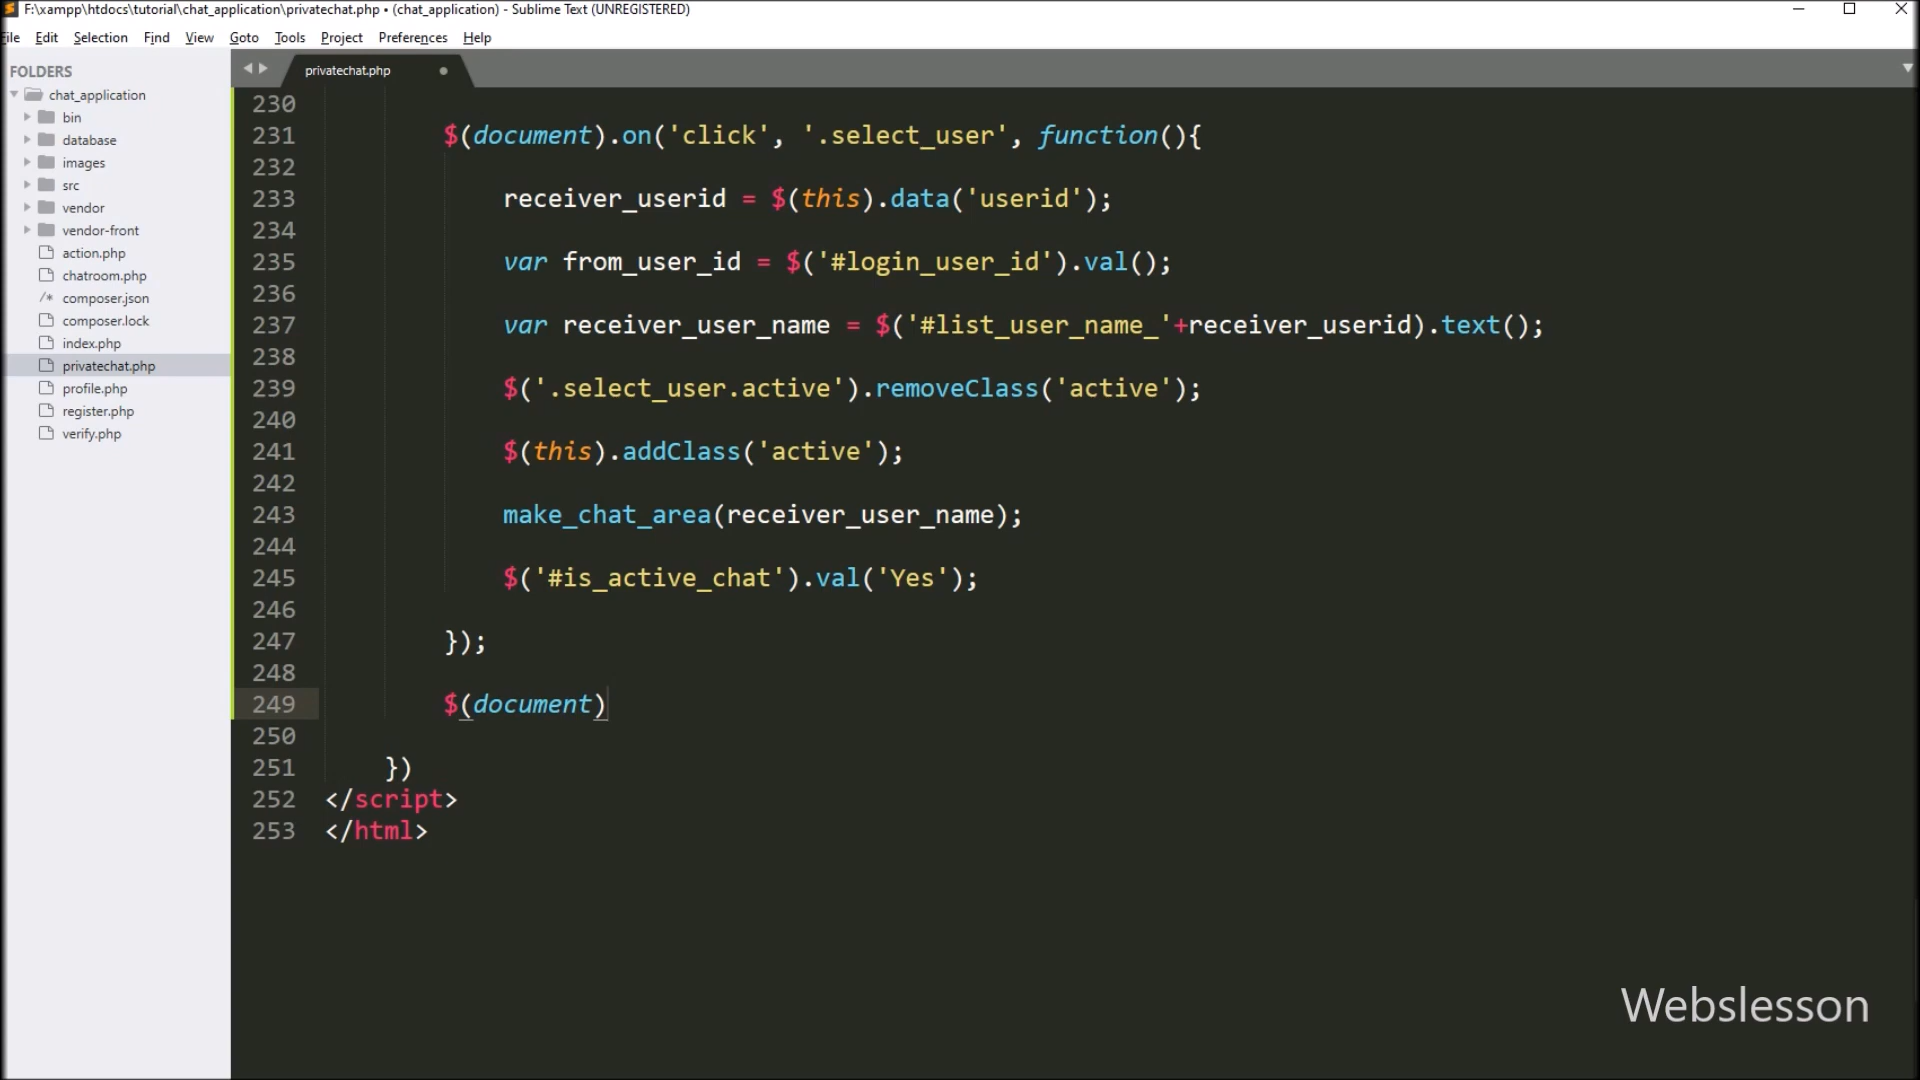 F:\xampp\htdocs\tutorial\chat_application\privatechat.php • (chat_application) - Sublime Text (UNREGISTERED)
ile Edit Selection Find View Goto Tools Project Preferences Help
FOLDERS
chat_application
bin
database
images
src
vendor
vendor-front
action.php
chatroom.php
/* composer.json
composer.lock
index.php
privatechat.php
profile.php
register.php
verify.php
privatechat.php
230
231 $(document).on('click', '.select_user', function(){
232
233 receiver_userid = $(this).data('userid');
234
235 var from_user_id = $('#login_user_id').val();
236
237 var receiver_user_name = $('#list_user_name_'+receiver_userid).text();
238
239 $('.select_user.active').removeClass('active');
240
241 $(this).addClass('active');
242
243 make_chat_area(receiver_user_name);
244
245 $('#is_active_chat').val('Yes');
246
247 });
248
249 $(document)
250
251 })
252 </script>
253 </html>
Webslesson